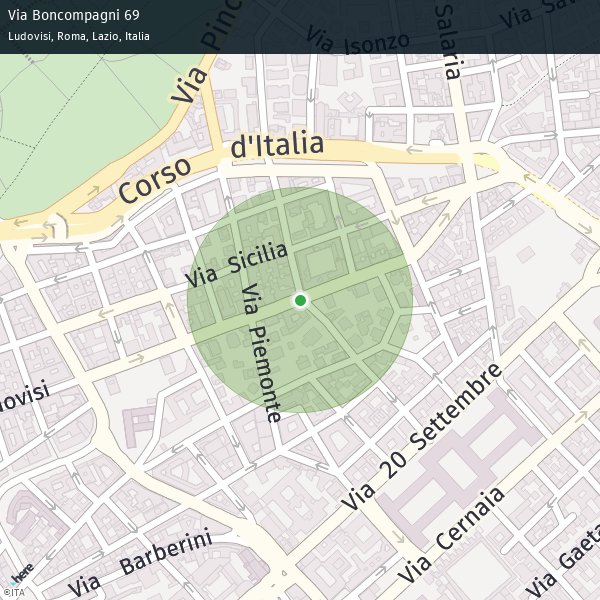 Via Boncompagni 69
Ludovisi, Roma, Lazio, Italia
Via Pinc
Via Isonzo
Salaria
Via Sav
Corso d'Italia
Via Sicilia
Via Piemonte
ovisi
Via 20 Settembre
Via Cernaia
Via Barberini
Via Gaeta
here
©ITA